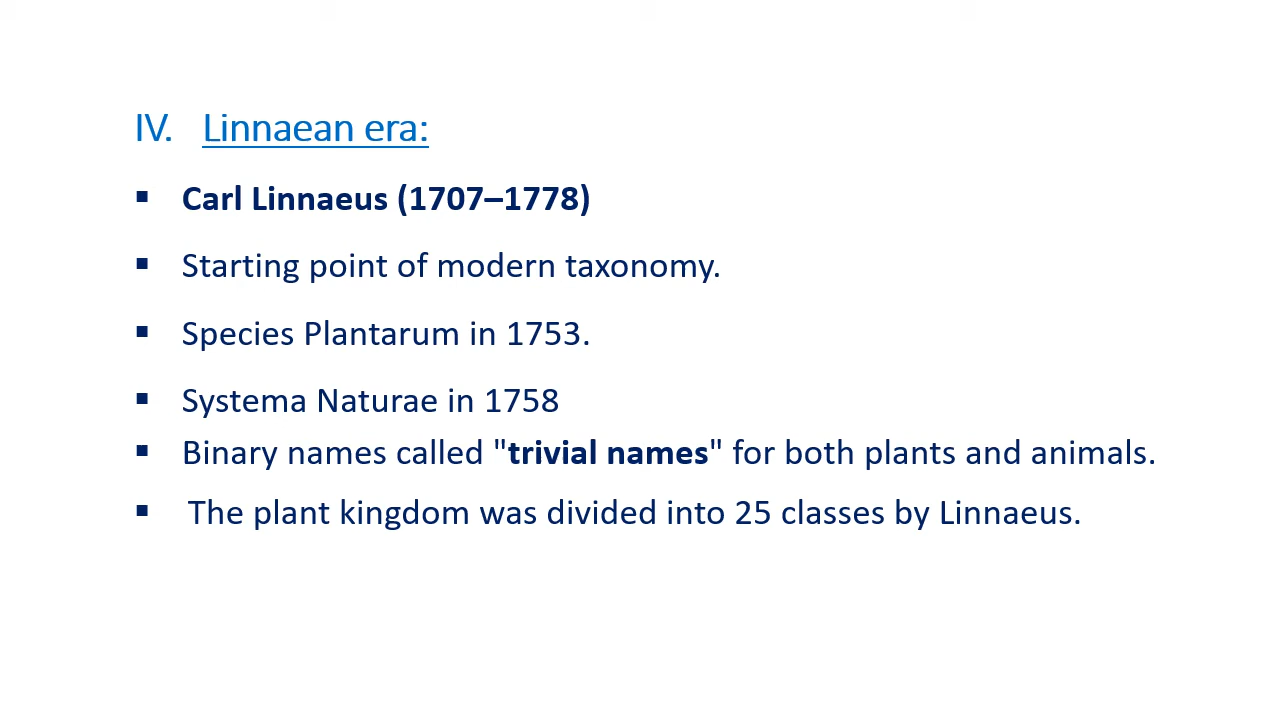 IV. Linnaean era:
▪ Carl Linnaeus (1707–1778)
▪ Starting point of modern taxonomy.
▪ Species Plantarum in 1753.
▪ Systema Naturae in 1758
▪ Binary names called "trivial names" for both plants and animals.
▪ The plant kingdom was divided into 25 classes by Linnaeus.